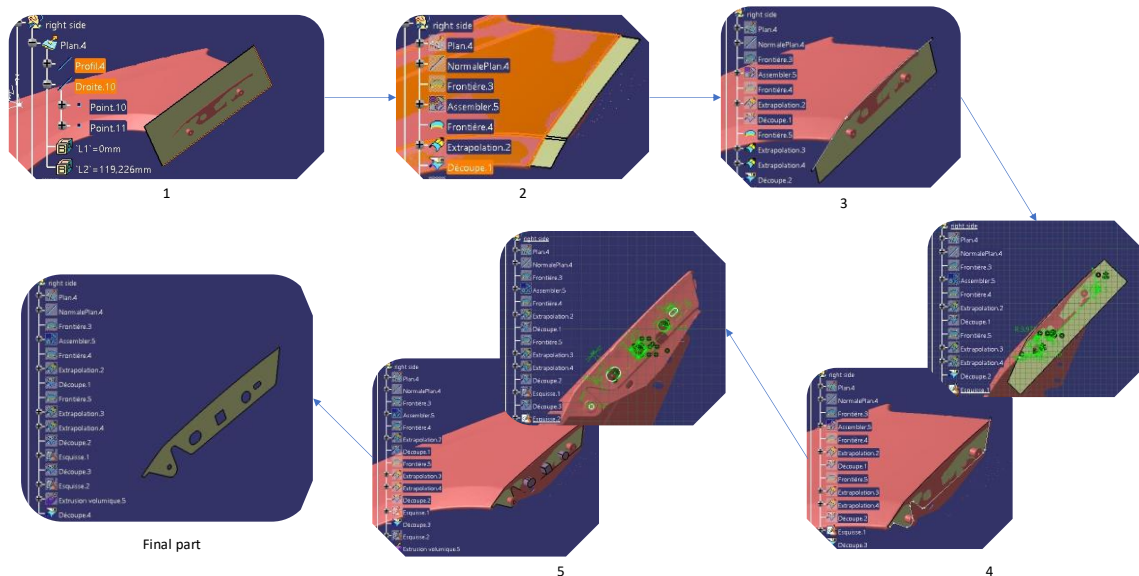 right side
Plan.4
Profil.4
Droite.10
Point.10
Point.11
`L1`=0mm
`L2`=119,226mm
1
right side
Plan.4
NormalePlan.4
Frontière.3
Assembler.5
Frontière.4
Extrapolation.2
Découpe.1
2
right side
Plan.4
NormalePlan.4
Frontière.3
Assembler.5
Frontière.4
Extrapolation.2
Découpe.1
Frontière.5
Extrapolation.3
Extrapolation.4
Découpe.2
3
right side
Plan.4
NormalePlan.4
Frontière.3
Assembler.5
Frontière.4
Extrapolation.2
Découpe.1
Frontière.5
Extrapolation.3
Extrapolation.4
Découpe.2
Esquisse.1
right side
Plan.4
NormalePlan.4
Frontière.3
Assembler.5
Frontière.4
Extrapolation.2
Découpe.1
Frontière.5
Extrapolation.3
Extrapolation.4
Découpe.2
Esquisse.1
Découpe.3
4
right side
Plan.4
NormalePlan.4
Frontière.3
Assembler.5
Frontière.4
Extrapolation.2
Découpe.1
Frontière.5
Extrapolation.3
Extrapolation.4
Découpe.2
Esquisse.1
Découpe.3
Esquisse.2
right side
Plan.4
NormalePlan.4
Frontière.3
Assembler.5
Frontière.4
Extrapolation.2
Découpe.1
Frontière.5
Extrapolation.3
Extrapolation.4
Découpe.2
Esquisse.1
Découpe.3
Esquisse.2
Extrusion volumique.5
5
right side
Plan.4
NormalePlan.4
Frontière.3
Assembler.5
Frontière.4
Extrapolation.2
Découpe.1
Frontière.5
Extrapolation.3
Extrapolation.4
Découpe.2
Esquisse.1
Découpe.3
Esquisse.2
Extrusion volumique.5
Découpe.4
Final part